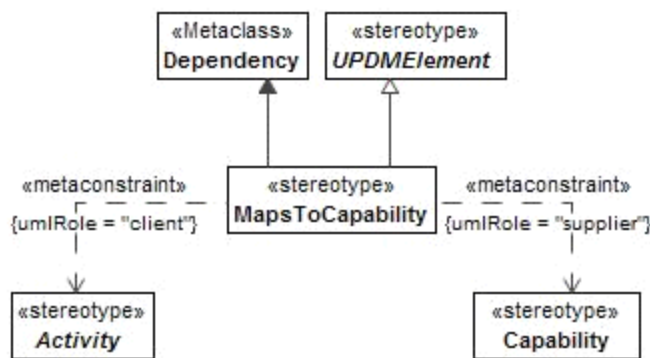 «Metaclass»
Dependency
«stereotype»
UPDMElement
«metaconstraint»
{umlRole = "client"}
«stereotype»
MapsToCapability
«metaconstraint»
{umlRole = "supplier"}
«stereotype»
Activity
«stereotype»
Capability